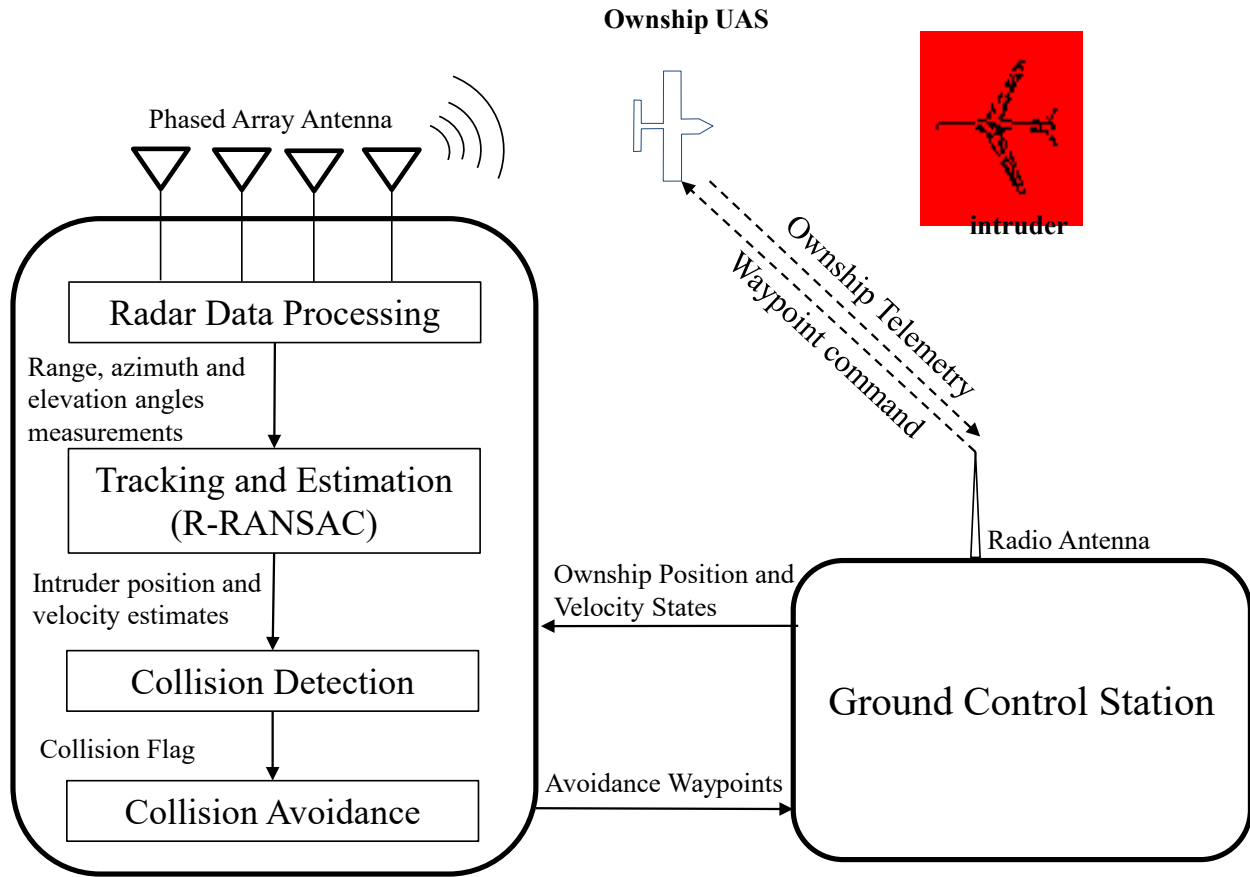 Ownship UAS
Phased Array Antenna
intruder
Ownship Telemetry
Waypoint command
Radar Data Processing
Range, azimuth and
elevation angles
measurements
Tracking and Estimation
(R-RANSAC)
Radio Antenna
Intruder position and
velocity estimates
Ownship Position and
Velocity States
Collision Detection
Ground Control Station
Collision Flag
Avoidance Waypoints
Collision Avoidance